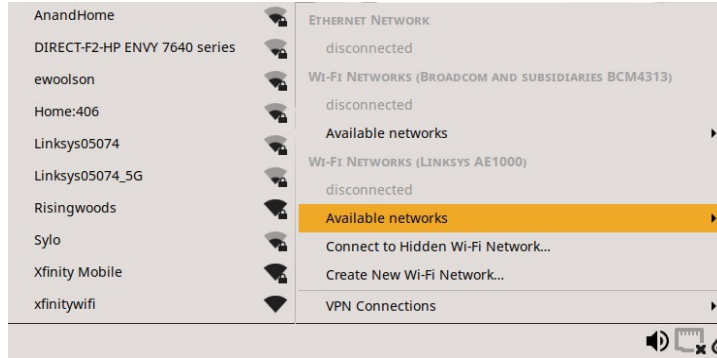 AnandHome
DIRECT-F2-HP ENVY 7640 series
ewoolson
Home:406
Linksys05074
Linksys05074_5G
Risingwoods
Sylo
Xfinity Mobile
xfinitywifi
Ethernet Network
disconnected
Wi-Fi Networks (Broadcom and subsidiaries BCM4313)
disconnected
Available networks
Wi-Fi Networks (Linksys AE1000)
disconnected
Available networks
Connect to Hidden Wi-Fi Network...
Create New Wi-Fi Network...
VPN Connections